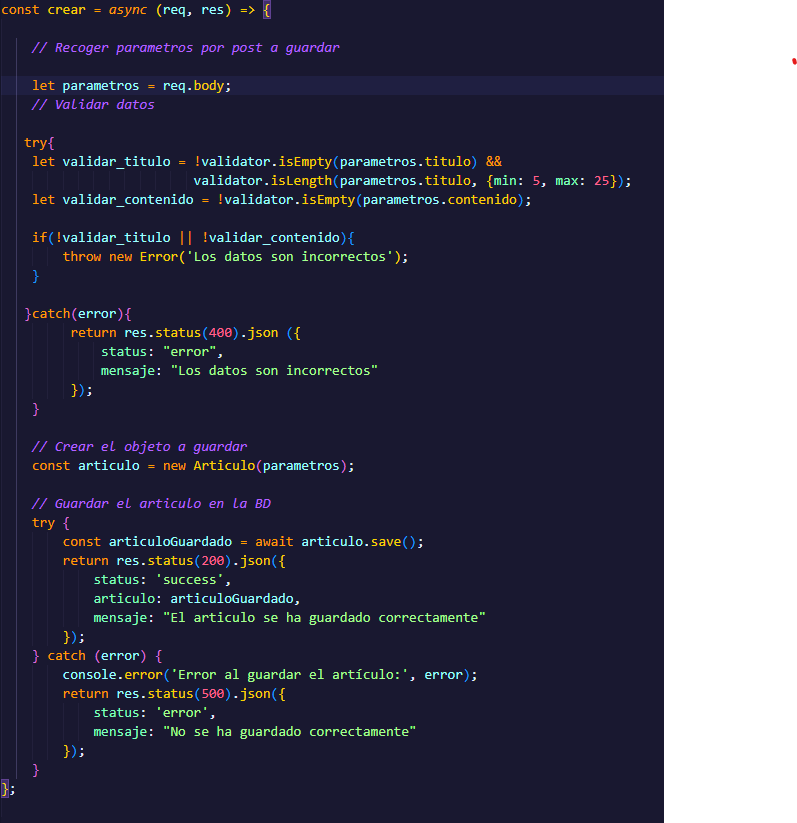 const crear = async (req, res) => {
// Recoger parametros por post a guardar
let parametros = req.body;
// Validar datos
try{
let validar_titulo = !validator.isEmpty(parametros.titulo) &&
validator.isLength(parametros.titulo, {min: 5, max: 25});
let validar_contenido = !validator.isEmpty(parametros.contenido);
if(!validar_titulo || !validar_contenido){
throw new Error('Los datos son incorrectos');
}
}catch(error){
return res.status(400).json ({
status: "error",
mensaje: "Los datos son incorrectos"
});
}
// Crear el objeto a guardar
const articulo = new Articulo(parametros);
// Guardar el articulo en la BD
try {
const articuloGuardado = await articulo.save();
return res.status(200).json({
status: 'success',
articulo: articuloGuardado,
mensaje: "El articulo se ha guardado correctamente"
});
} catch (error) {
console.error('Error al guardar el artículo:', error);
return res.status(500).json({
status: 'error',
mensaje: "No se ha guardado correctamente"
});
}
};